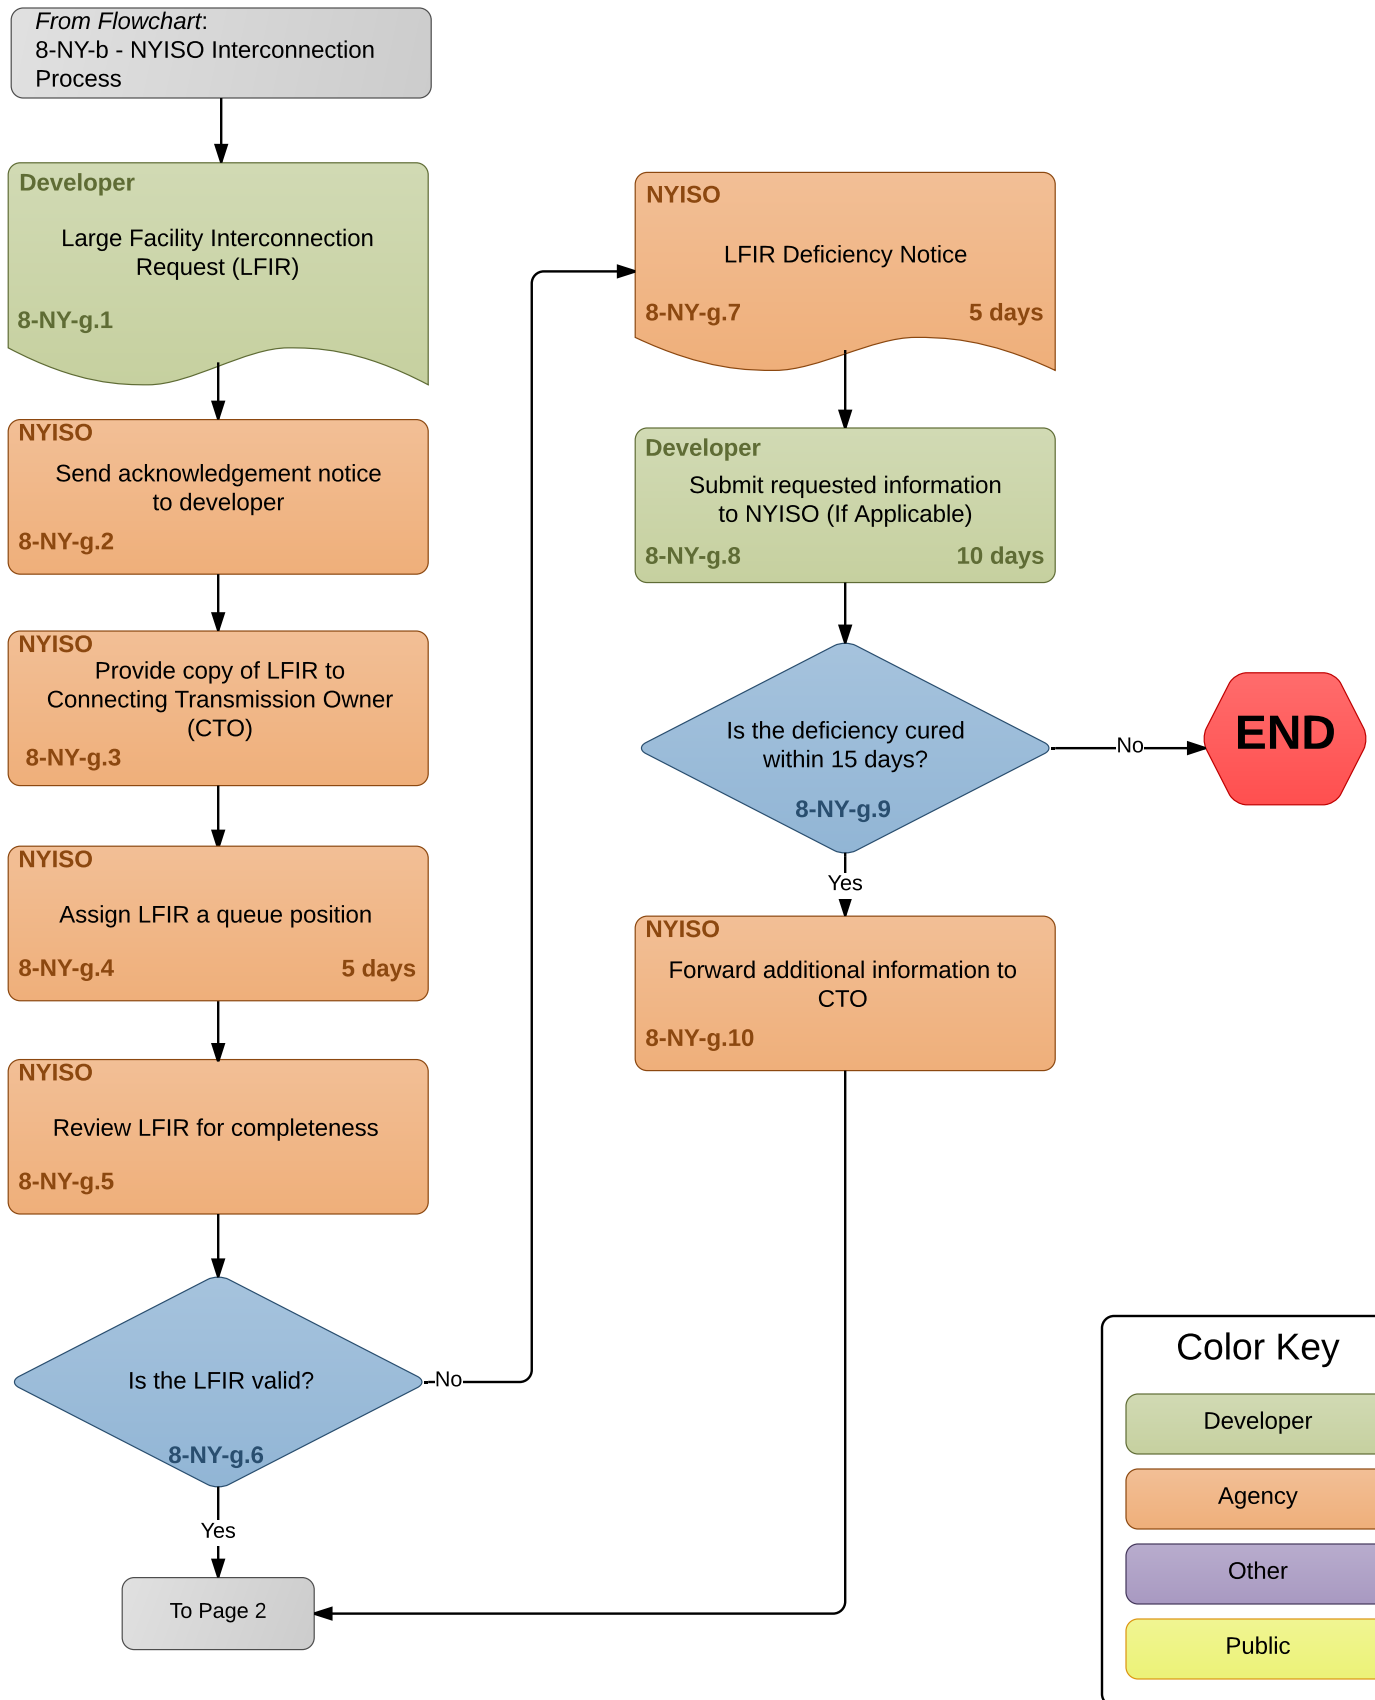 From Flowchart:
8-NY-b - NYISO Interconnection
Process
Developer
Large Facility Interconnection
Request (LFIR)
8-NY-g.1
NYISO
Send acknowledgement notice
to developer
8-NY-g.2
NYISO
Provide copy of LFIR to
Connecting Transmission Owner
(CTO)
8-NY-g.3
NYISO
Assign LFIR a queue position
8-NY-g.4 5 days
NYISO
Review LFIR for completeness
8-NY-g.5
Is the LFIR valid?
8-NY-g.6
No
Yes
To Page 2
NYISO
LFIR Deficiency Notice
8-NY-g.7 5 days
Developer
Submit requested information
to NYISO (If Applicable)
8-NY-g.8 10 days
Is the deficiency cured
within 15 days?
8-NY-g.9
No
END
Yes
NYISO
Forward additional information to
CTO
8-NY-g.10
Color Key
Developer
Agency
Other
Public